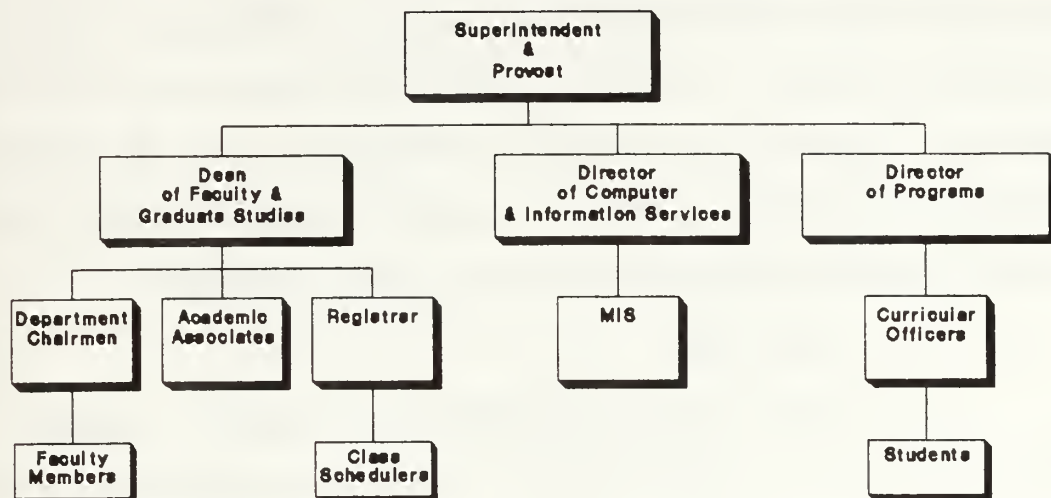 Superintendent
&
Provost
Dean
of Faculty &
Graduate Studies
Director
of Computer
& Information Services
Director
of Programs
Department
Chairmen
Academic
Associates
Registrar
MIS
Curricular
Officers
Faculty
Members
Class
Schedulers
Students